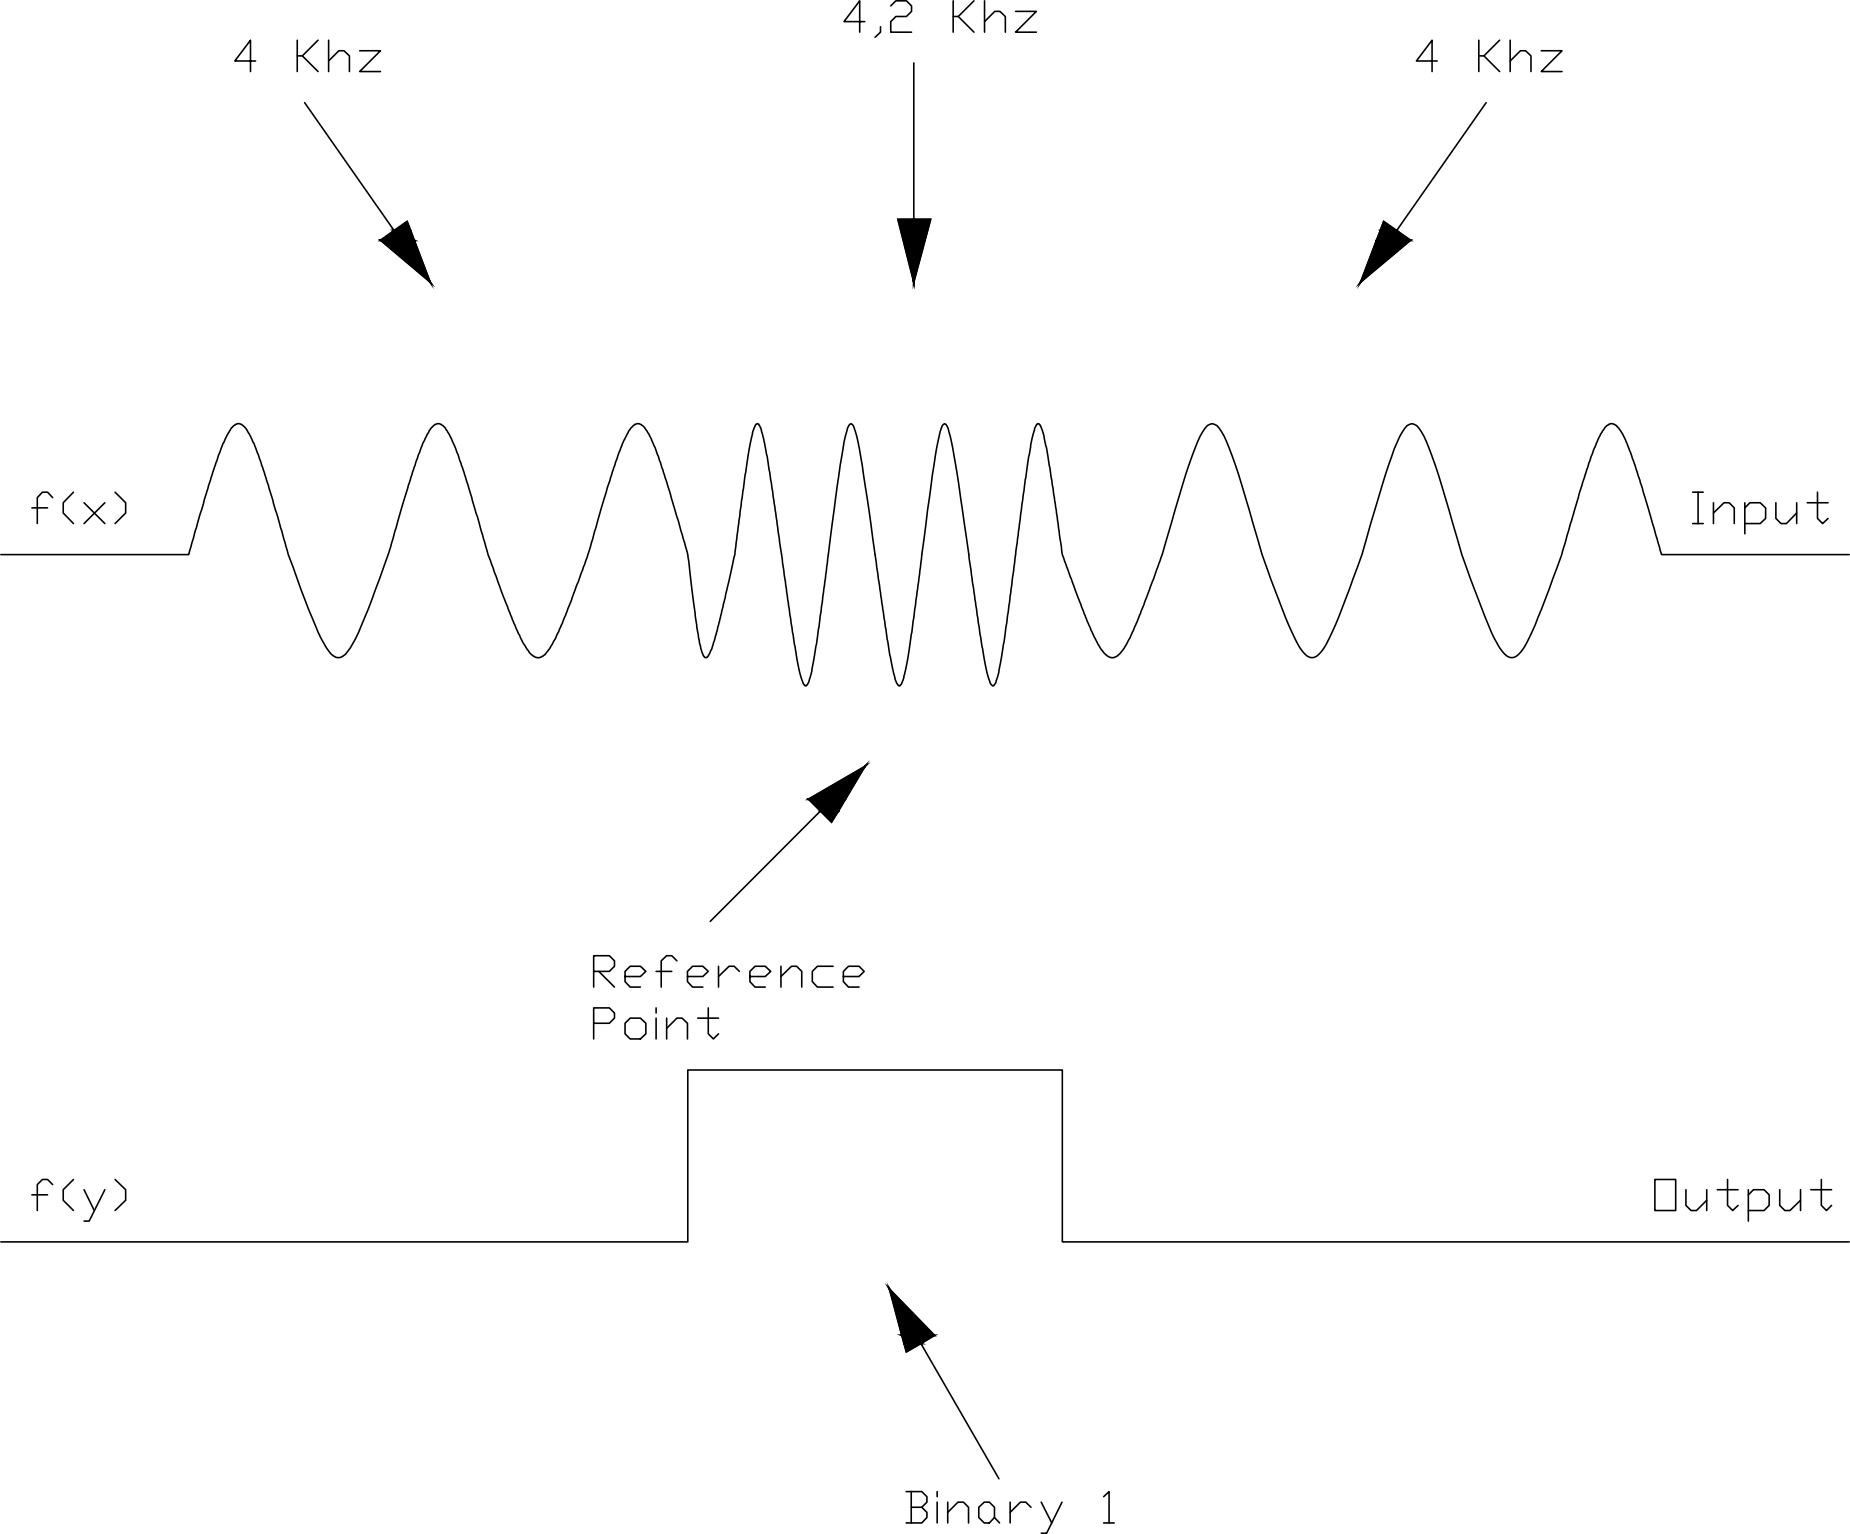 4,2 Khz
4 Khz
4 Khz
f(x)
Input
Reference
Point
f(y)
Output
Binary 1